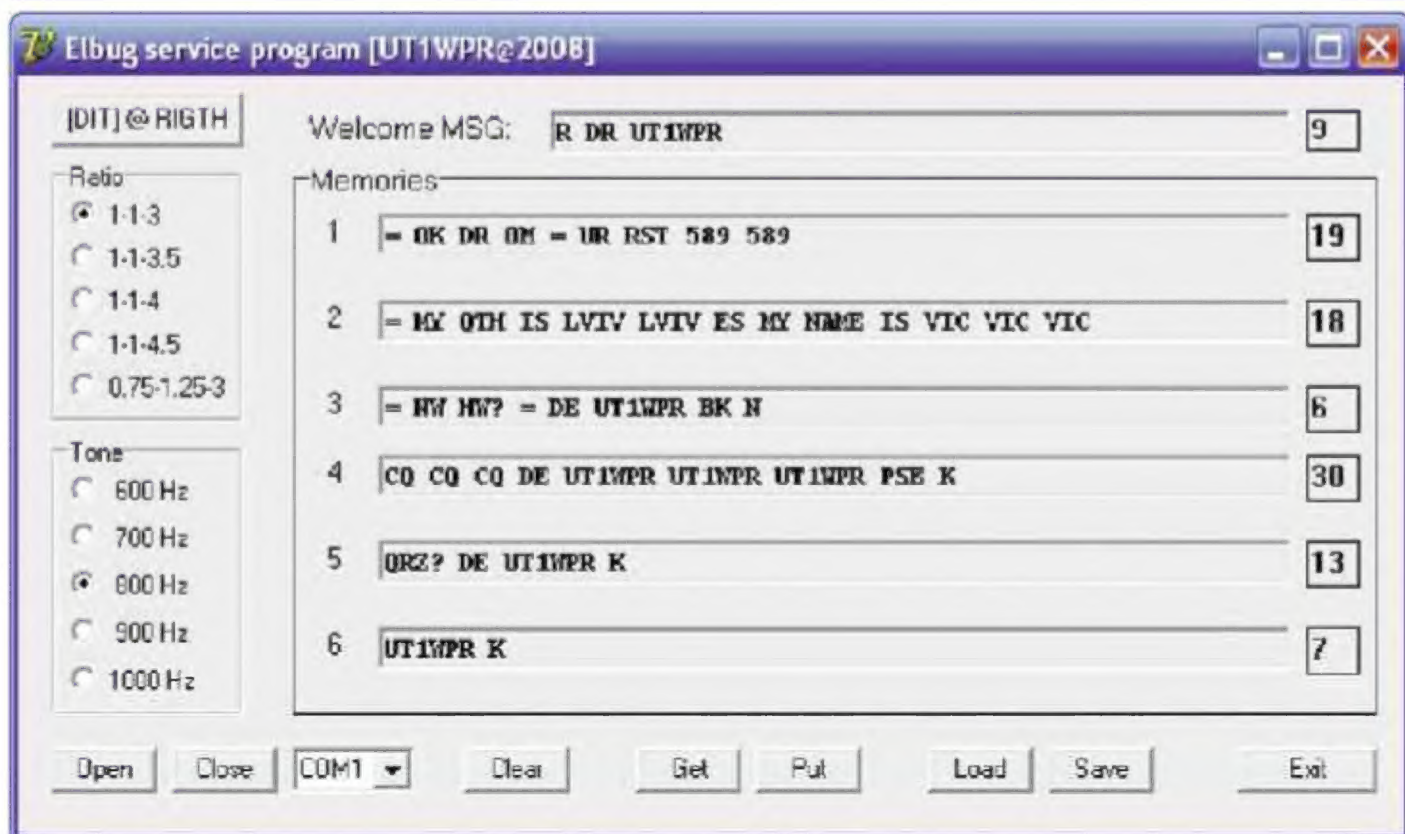 Elbug service program [UT1WPR@2008]
[DIT] @ RIGTH
Welcome MSG: R DR UT1WPR 9
Ratio
1-1-3
1-1-3.5
1-1-4
1-1-4.5
0.75-1.25-3
Tone
600 Hz
700 Hz
800 Hz
900 Hz
1000 Hz
Memories
1 = OK DR OM = UR RST 589 589 19
2 = MY QTH IS LVIV LVIV ES MY NAME IS VIC VIC VIC 18
3 = NW HW? = DE UT1WPR BK N 6
4 CQ CQ CQ DE UT1WPR UT1WPR UT1WPR PSE K 30
5 QRZ? DE UT1WPR K 13
6 UT1WPR K 7
Open Close COM1 Clear Get Put Load Save Exit